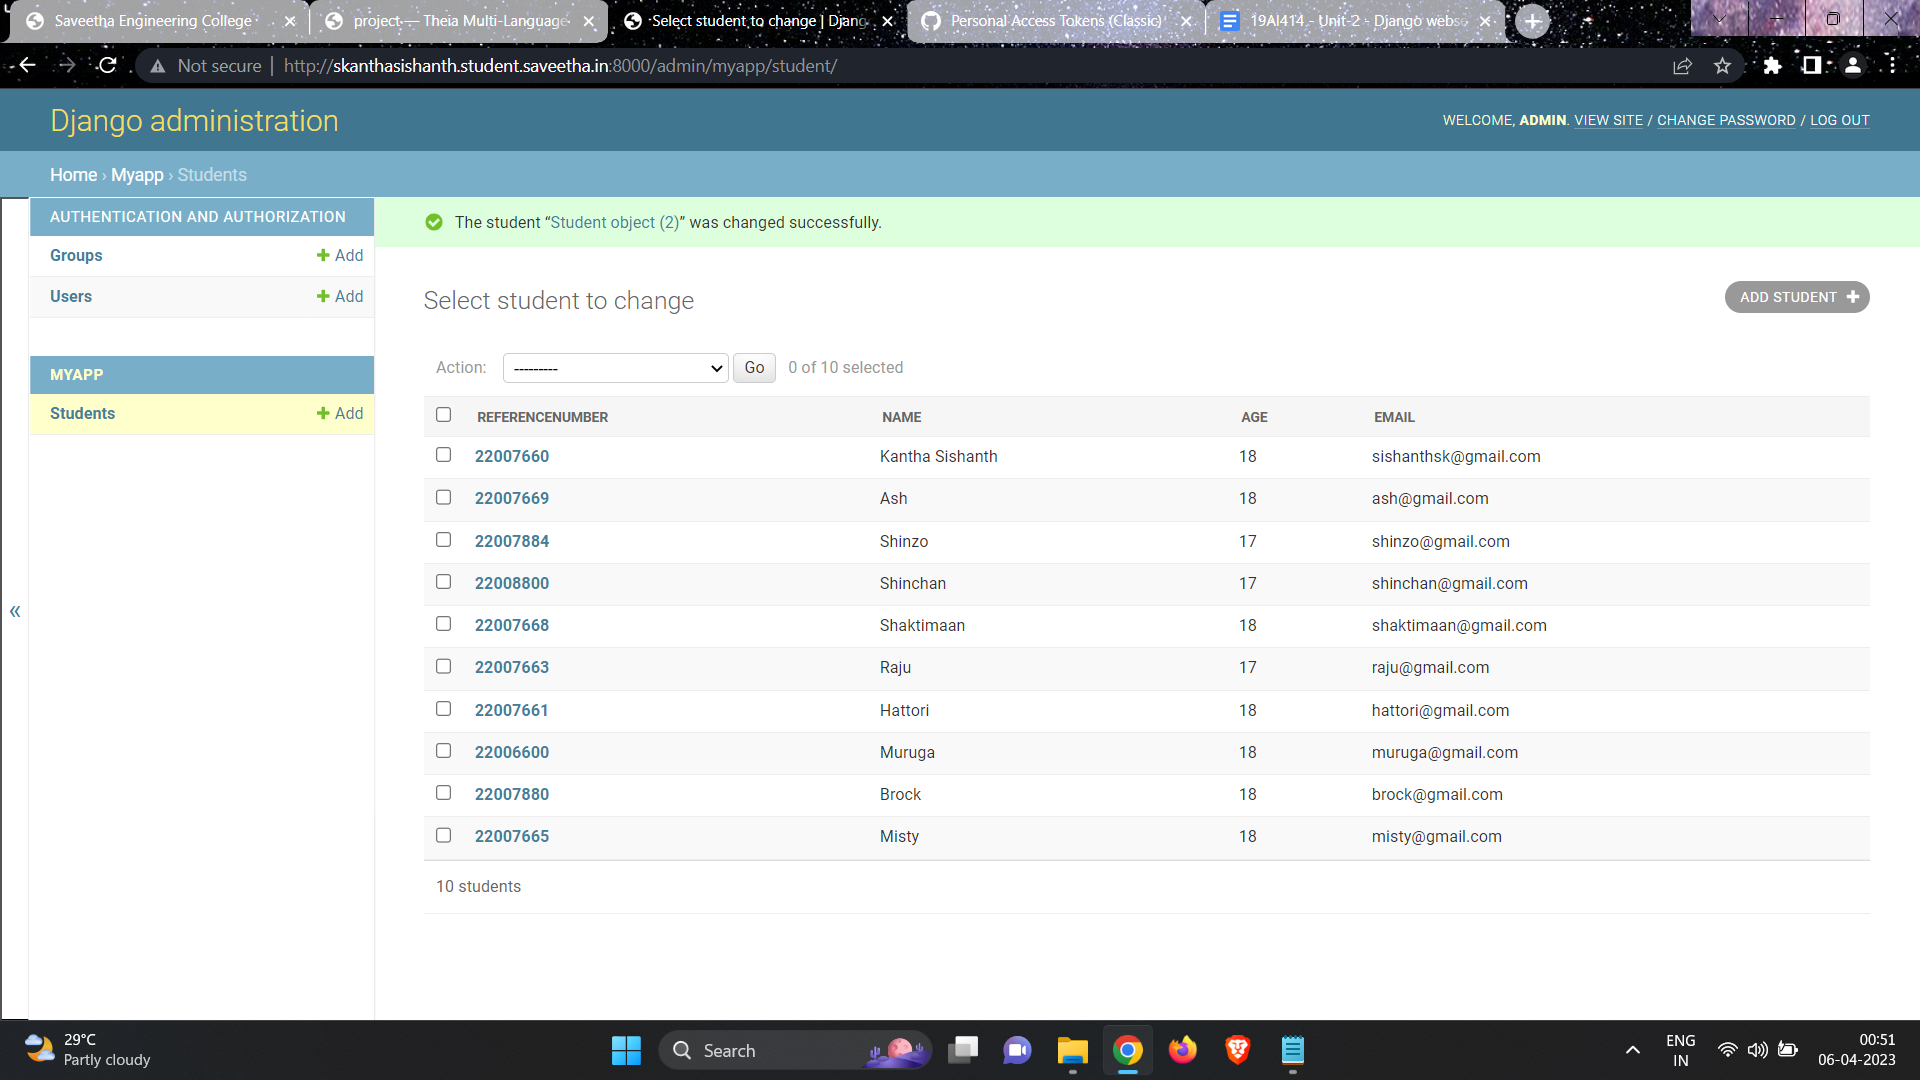 Saveetha Engineering College
project — Theia Multi-Language
Select student to change | Djang
Personal Access Tokens (Classic)
19AI414 - Unit-2 - Django webse
Not secure | http://skanthasishanth.student.saveetha.in:8000/admin/myapp/student/
Django administration
WELCOME, ADMIN. VIEW SITE / CHANGE PASSWORD / LOG OUT
Home › Myapp › Students
AUTHENTICATION AND AUTHORIZATION
Groups + Add
Users + Add
MYAPP
Students + Add
«
The student “Student object (2)” was changed successfully.
Select student to change
ADD STUDENT +
Action: --------- Go 0 of 10 selected
REFERENCENUMBER NAME AGE EMAIL
22007660 Kantha Sishanth 18 sishanthsk@gmail.com
22007669 Ash 18 ash@gmail.com
22007884 Shinzo 17 shinzo@gmail.com
22008800 Shinchan 17 shinchan@gmail.com
22007668 Shaktimaan 18 shaktimaan@gmail.com
22007663 Raju 17 raju@gmail.com
22007661 Hattori 18 hattori@gmail.com
22006600 Muruga 18 muruga@gmail.com
22007880 Brock 18 brock@gmail.com
22007665 Misty 18 misty@gmail.com
10 students
29°C
Partly cloudy
Search
ENG
IN
00:51
06-04-2023